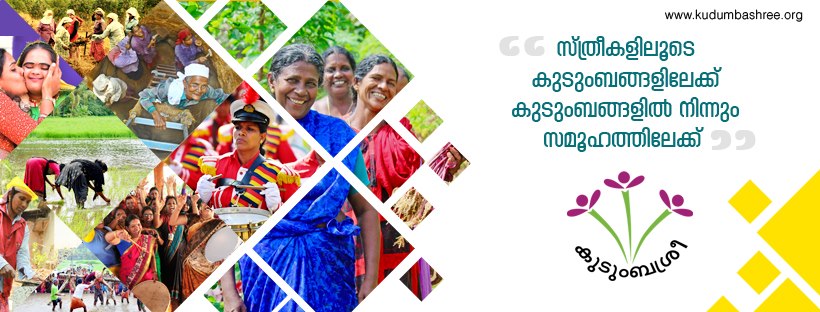 www.kudumbashree.org
“ സ്ത്രീകളിലൂടെ
കുടുംബങ്ങളിലേക്ക്
കുടുംബങ്ങളിൽ നിന്നും
സമൂഹത്തിലേക്ക് ”
കുടുംബശ്രീ